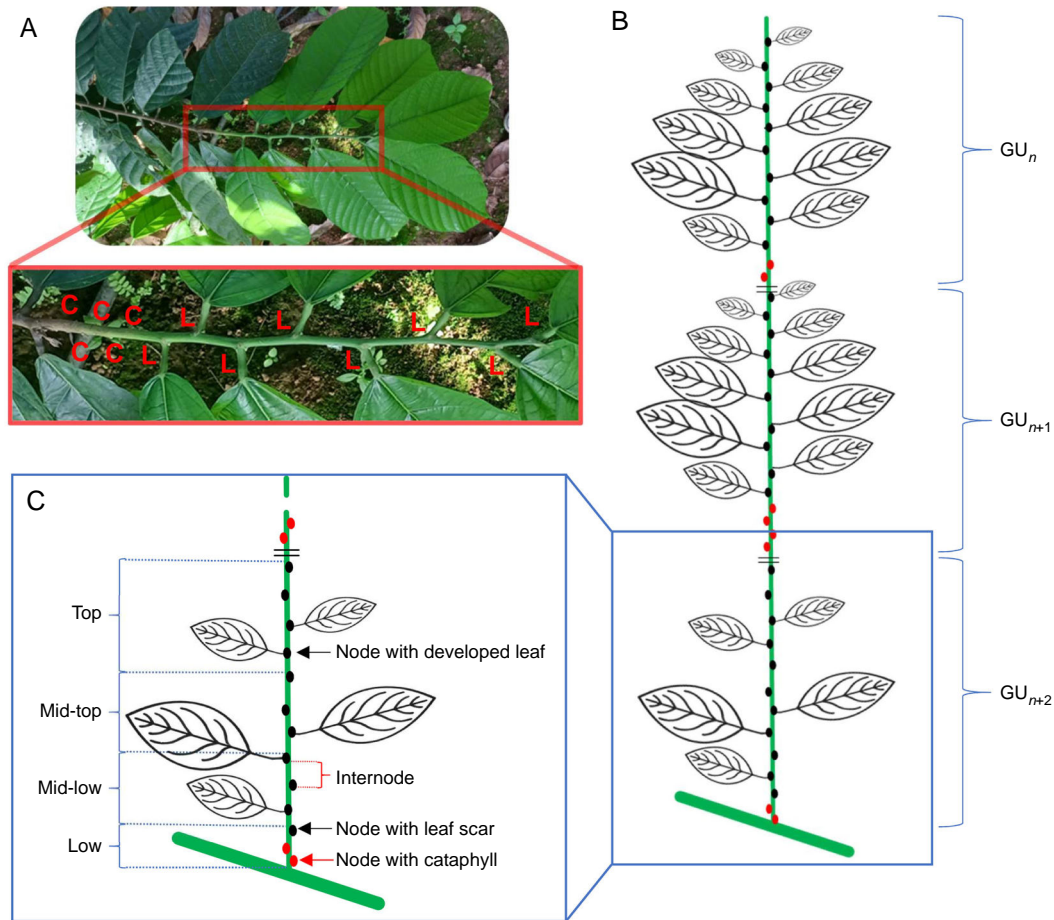 A
C C C L L L L
C C L L L L
B
GUn
GUn+1
GUn+2
C
Top
Mid-top
Mid-low
Low
Node with developed leaf
Internode
Node with leaf scar
Node with cataphyll